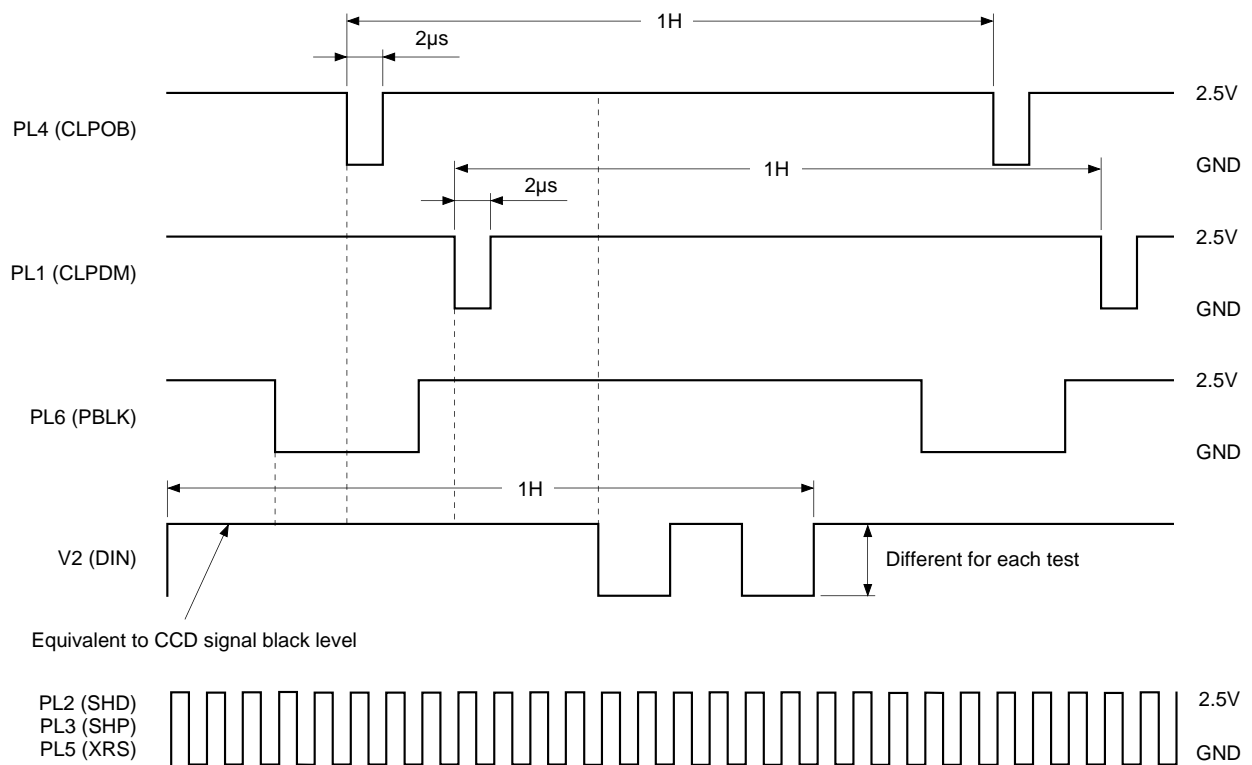 1H
2µs
2.5V
PL4 (CLPOB)
GND
1H
2µs
2.5V
PL1 (CLPDM)
GND
2.5V
PL6 (PBLK)
GND
1H
V2 (DIN)
Different for each test
Equivalent to CCD signal black level
PL2 (SHD)
2.5V
PL3 (SHP)
PL5 (XRS)
GND